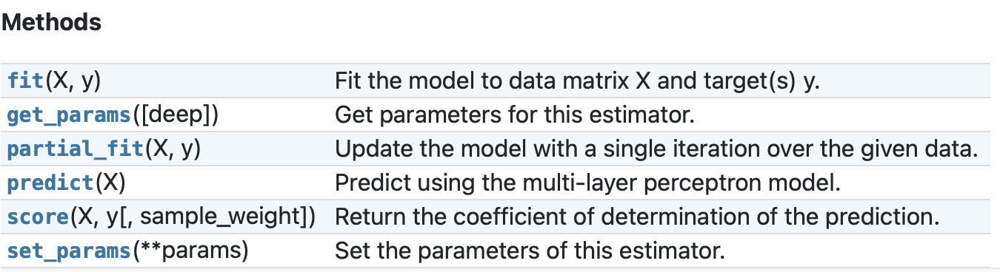 Methods
fit(X, y) Fit the model to data matrix X and target(s) y.
get_params([deep]) Get parameters for this estimator.
partial_fit(X, y) Update the model with a single iteration over the given data.
predict(X) Predict using the multi-layer perceptron model.
score(X, y[, sample_weight]) Return the coefficient of determination of the prediction.
set_params(**params) Set the parameters of this estimator.